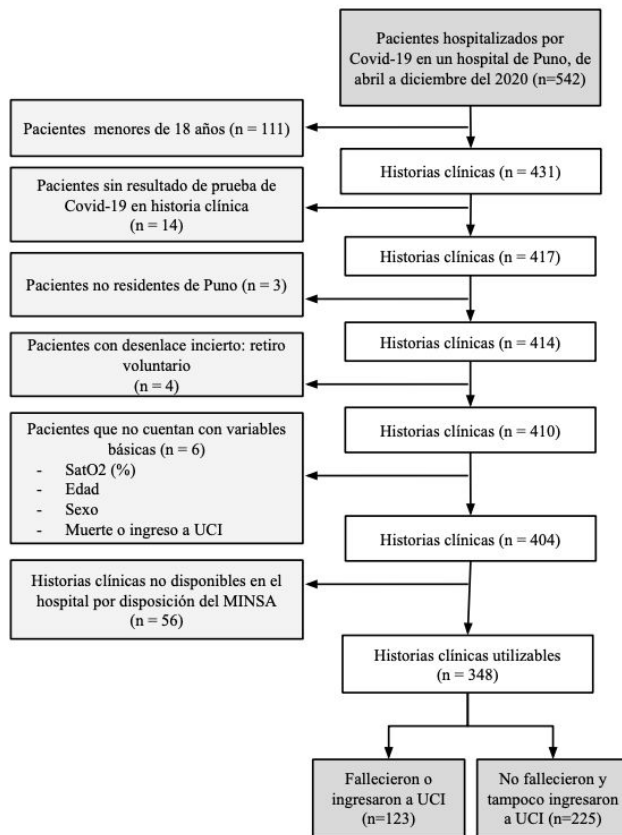 Pacientes hospitalizados por
Covid-19 en un hospital de Puno, de
abril a diciembre del 2020 (n=542)
Pacientes menores de 18 años (n = 111)
Historias clínicas (n = 431)
Pacientes sin resultado de prueba de
Covid-19 en historia clínica
(n = 14)
Historias clínicas (n = 417)
Pacientes no residentes de Puno (n = 3)
Historias clínicas (n = 414)
Pacientes con desenlace incierto: retiro
voluntario
(n = 4)
Historias clínicas (n = 410)
Pacientes que no cuentan con variables
básicas (n = 6)
- SatO2 (%)
- Edad
- Sexo
- Muerte o ingreso a UCI
Historias clínicas (n = 404)
Historias clínicas no disponibles en el
hospital por disposición del MINSA
(n = 56)
Historias clínicas utilizables
(n = 348)
Fallecieron o
ingresaron a UCI
(n=123)
No fallecieron y
tampoco ingresaron
a UCI (n=225)